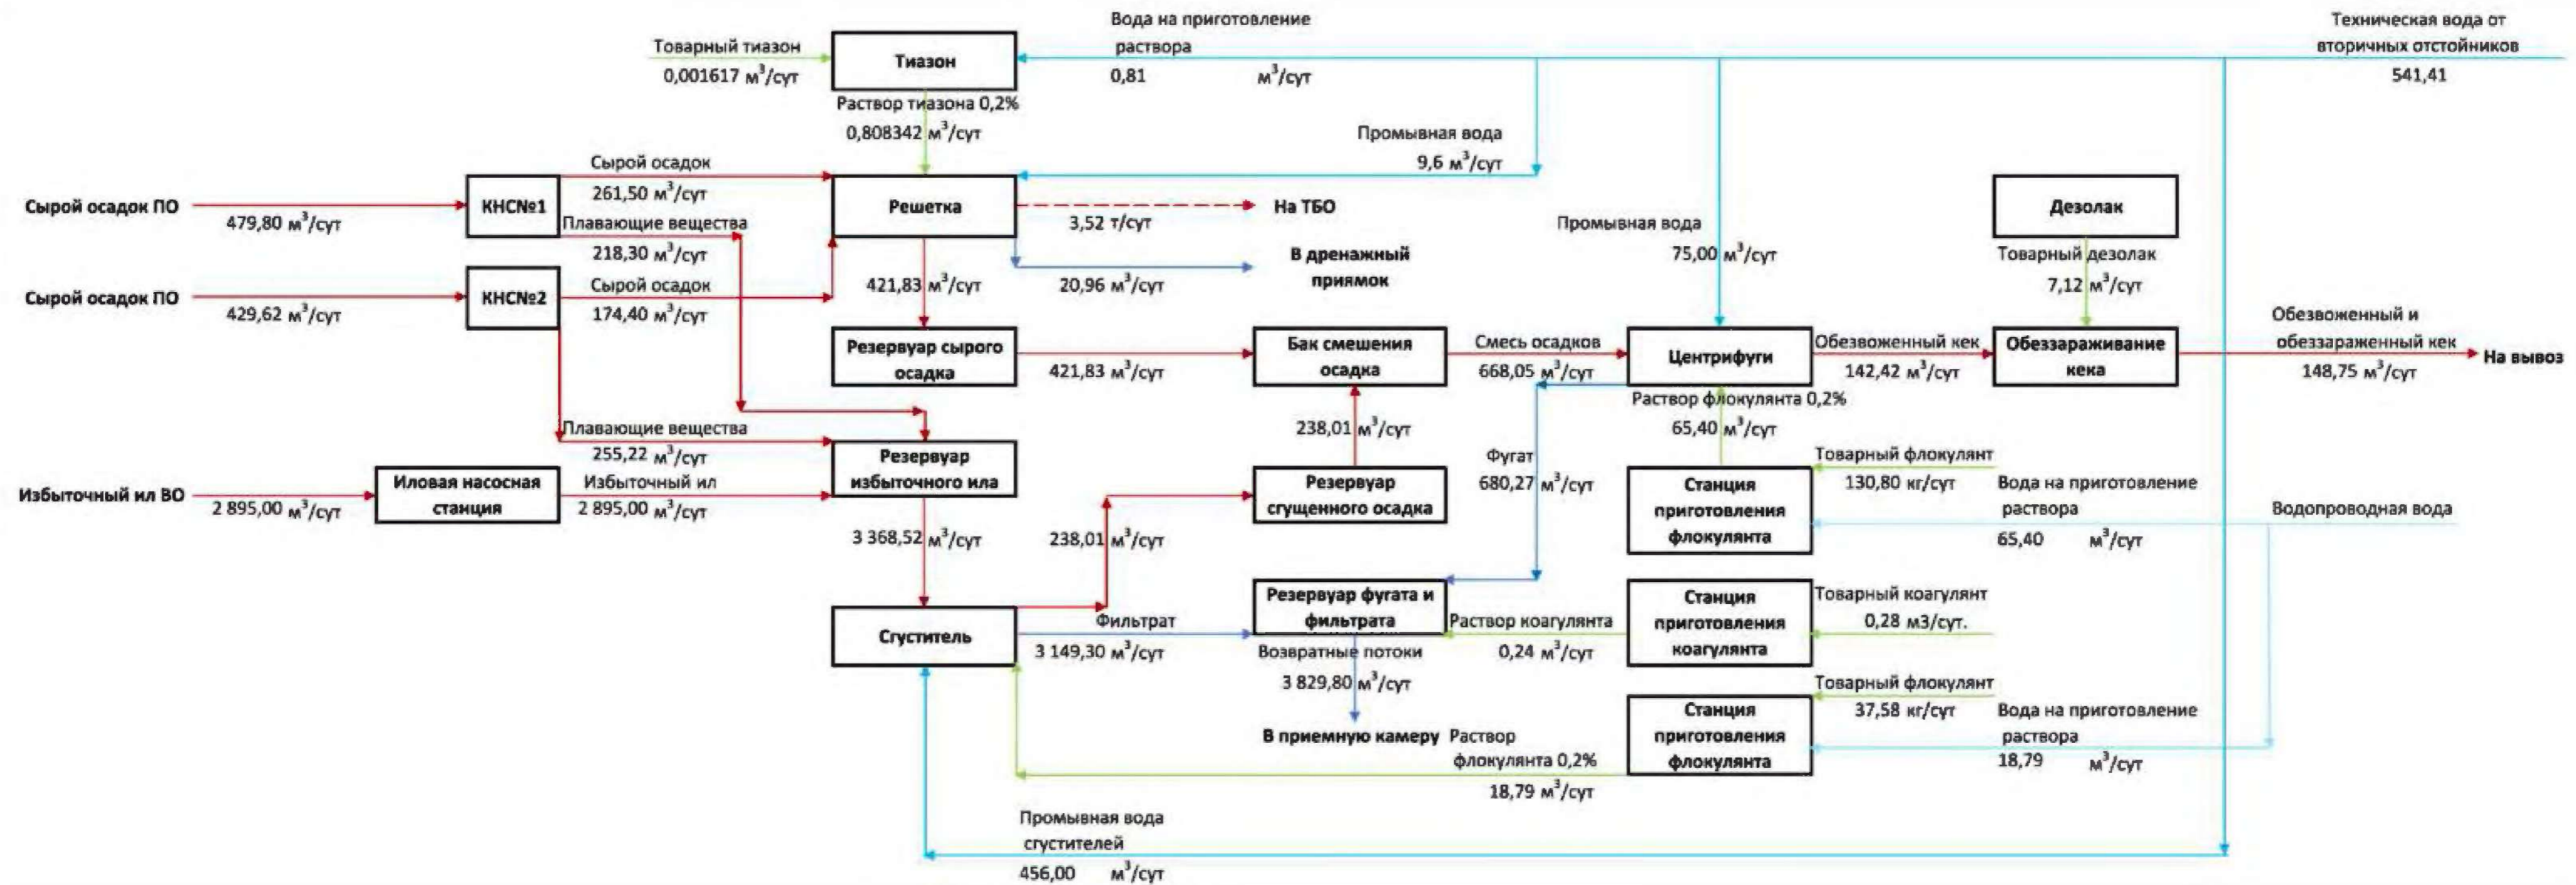 Вода на приготовление
раствора
0,81 м³/сут
Техническая вода от
вторичных отстойников
541,41
Товарный тиазон
0,001617 м³/сут
Тиазон
Раствор тиазона 0,2%
0,808342 м³/сут
Промывная вода
9,6 м³/сут
Сырой осадок ПО
479,80 м³/сут
КНС№1
Сырой осадок
261,50 м³/сут
Плавающие вещества
218,30 м³/сут
Решетка
3,52 т/сут
На ТБО
В дренажный
приямок
20,96 м³/сут
Промывная вода
75,00 м³/сут
Дезолак
Товарный дезолак
7,12 м³/сут
Сырой осадок ПО
429,62 м³/сут
КНС№2
Сырой осадок
174,40 м³/сут
421,83 м³/сут
Резервуар сырого
осадка
421,83 м³/сут
Бак смешения
осадка
Смесь осадков
668,05 м³/сут
Центрифуги
Обезвоженный кек
142,42 м³/сут
Обеззараживание
кека
Обезвоженный и
обеззараженный кек
148,75 м³/сут
На вывоз
Раствор флокулянта 0,2%
65,40 м³/сут
Плавающие вещества
255,22 м³/сут
238,01 м³/сут
Фугат
680,27 м³/сут
Избыточный ил ВО
2 895,00 м³/сут
Иловая насосная
станция
Избыточный ил
2 895,00 м³/сут
Резервуар
избыточного ила
Резервуар
сгущенного осадка
Станция
приготовления
флокулянта
Товарный флокулянт
130,80 кг/сут
Вода на приготовление
раствора
65,40 м³/сут
Водопроводная вода
3 368,52 м³/сут
238,01 м³/сут
Сгуститель
Фильтрат
3 149,30 м³/сут
Резервуар фугата и
фильтрата
Раствор коагулянта
0,24 м³/сут
Станция
приготовления
коагулянта
Товарный коагулянт
0,28 м3/сут.
Возвратные потоки
3 829,80 м³/сут
В приемную камеру
Раствор
флокулянта 0,2%
18,79 м³/сут
Станция
приготовления
флокулянта
Товарный флокулянт
37,58 кг/сут
Вода на приготовление
раствора
18,79 м³/сут
Промывная вода
сгустителей
456,00 м³/сут